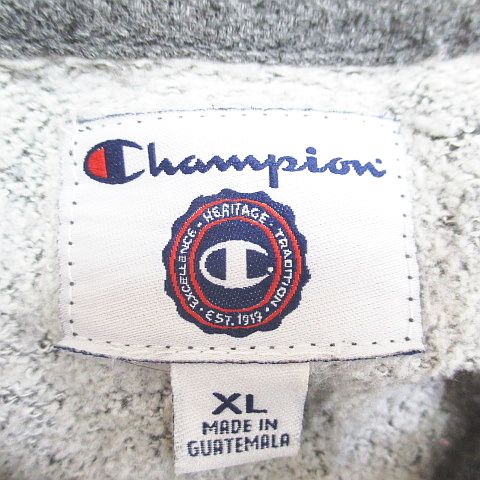 Champion
EXCELLENCE · HERITAGE · TRADITION
· EST. 1919 ·
XL
MADE IN
GUATEMALA